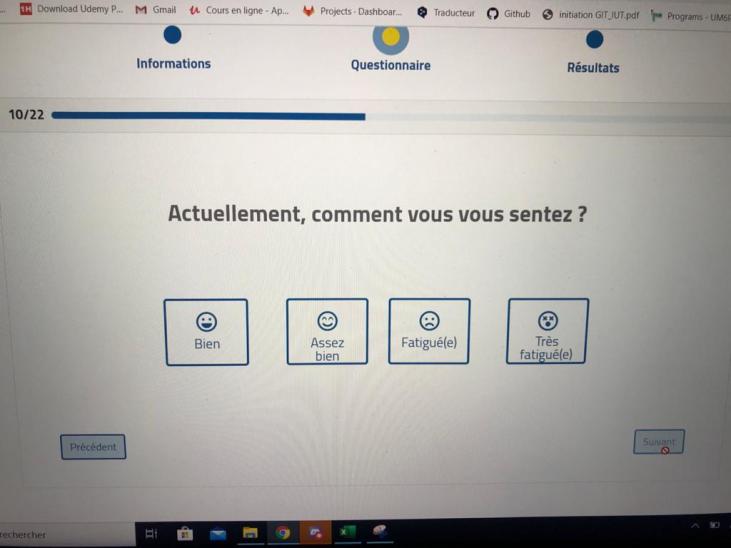 Download Udemy P... Gmail Cours en ligne - Ap... Projects · Dashboar... Traducteur Github initiation GIT_IUT.pdf Programs - UM6P
Informations Questionnaire Résultats
10/22
Actuellement, comment vous vous sentez ?
Bien
Assez
bien
Fatigué(e)
Très
fatigué(e)
Précédent Suivant
rechercher